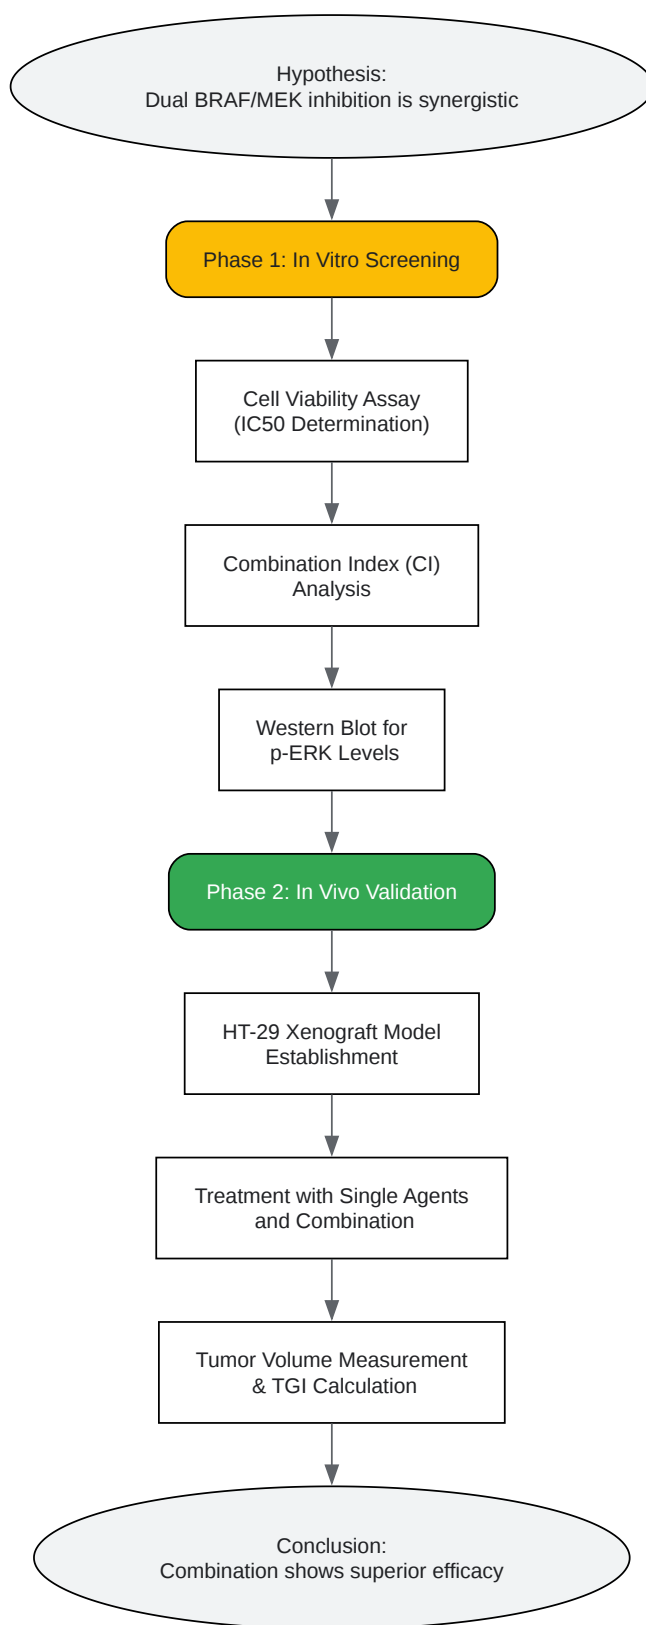 Hypothesis:
Dual BRAF/MEK inhibition is synergistic
Phase 1: In Vitro Screening
Cell Viability Assay
(IC50 Determination)
Combination Index (CI)
Analysis
Western Blot for
p-ERK Levels
Phase 2: In Vivo Validation
HT-29 Xenograft Model
Establishment
Treatment with Single Agents
and Combination
Tumor Volume Measurement
& TGI Calculation
Conclusion:
Combination shows superior efficacy